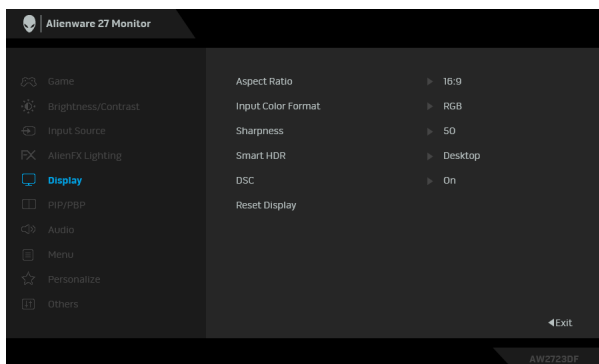 Alienware 27 Monitor
Game
Brightness/Contrast
Input Source
AlienFX Lighting
Display
PIP/PBP
Audio
Menu
Personalize
Others
Aspect Ratio 16:9
Input Color Format RGB
Sharpness 50
Smart HDR Desktop
DSC On
Reset Display
Exit
AW2723DF